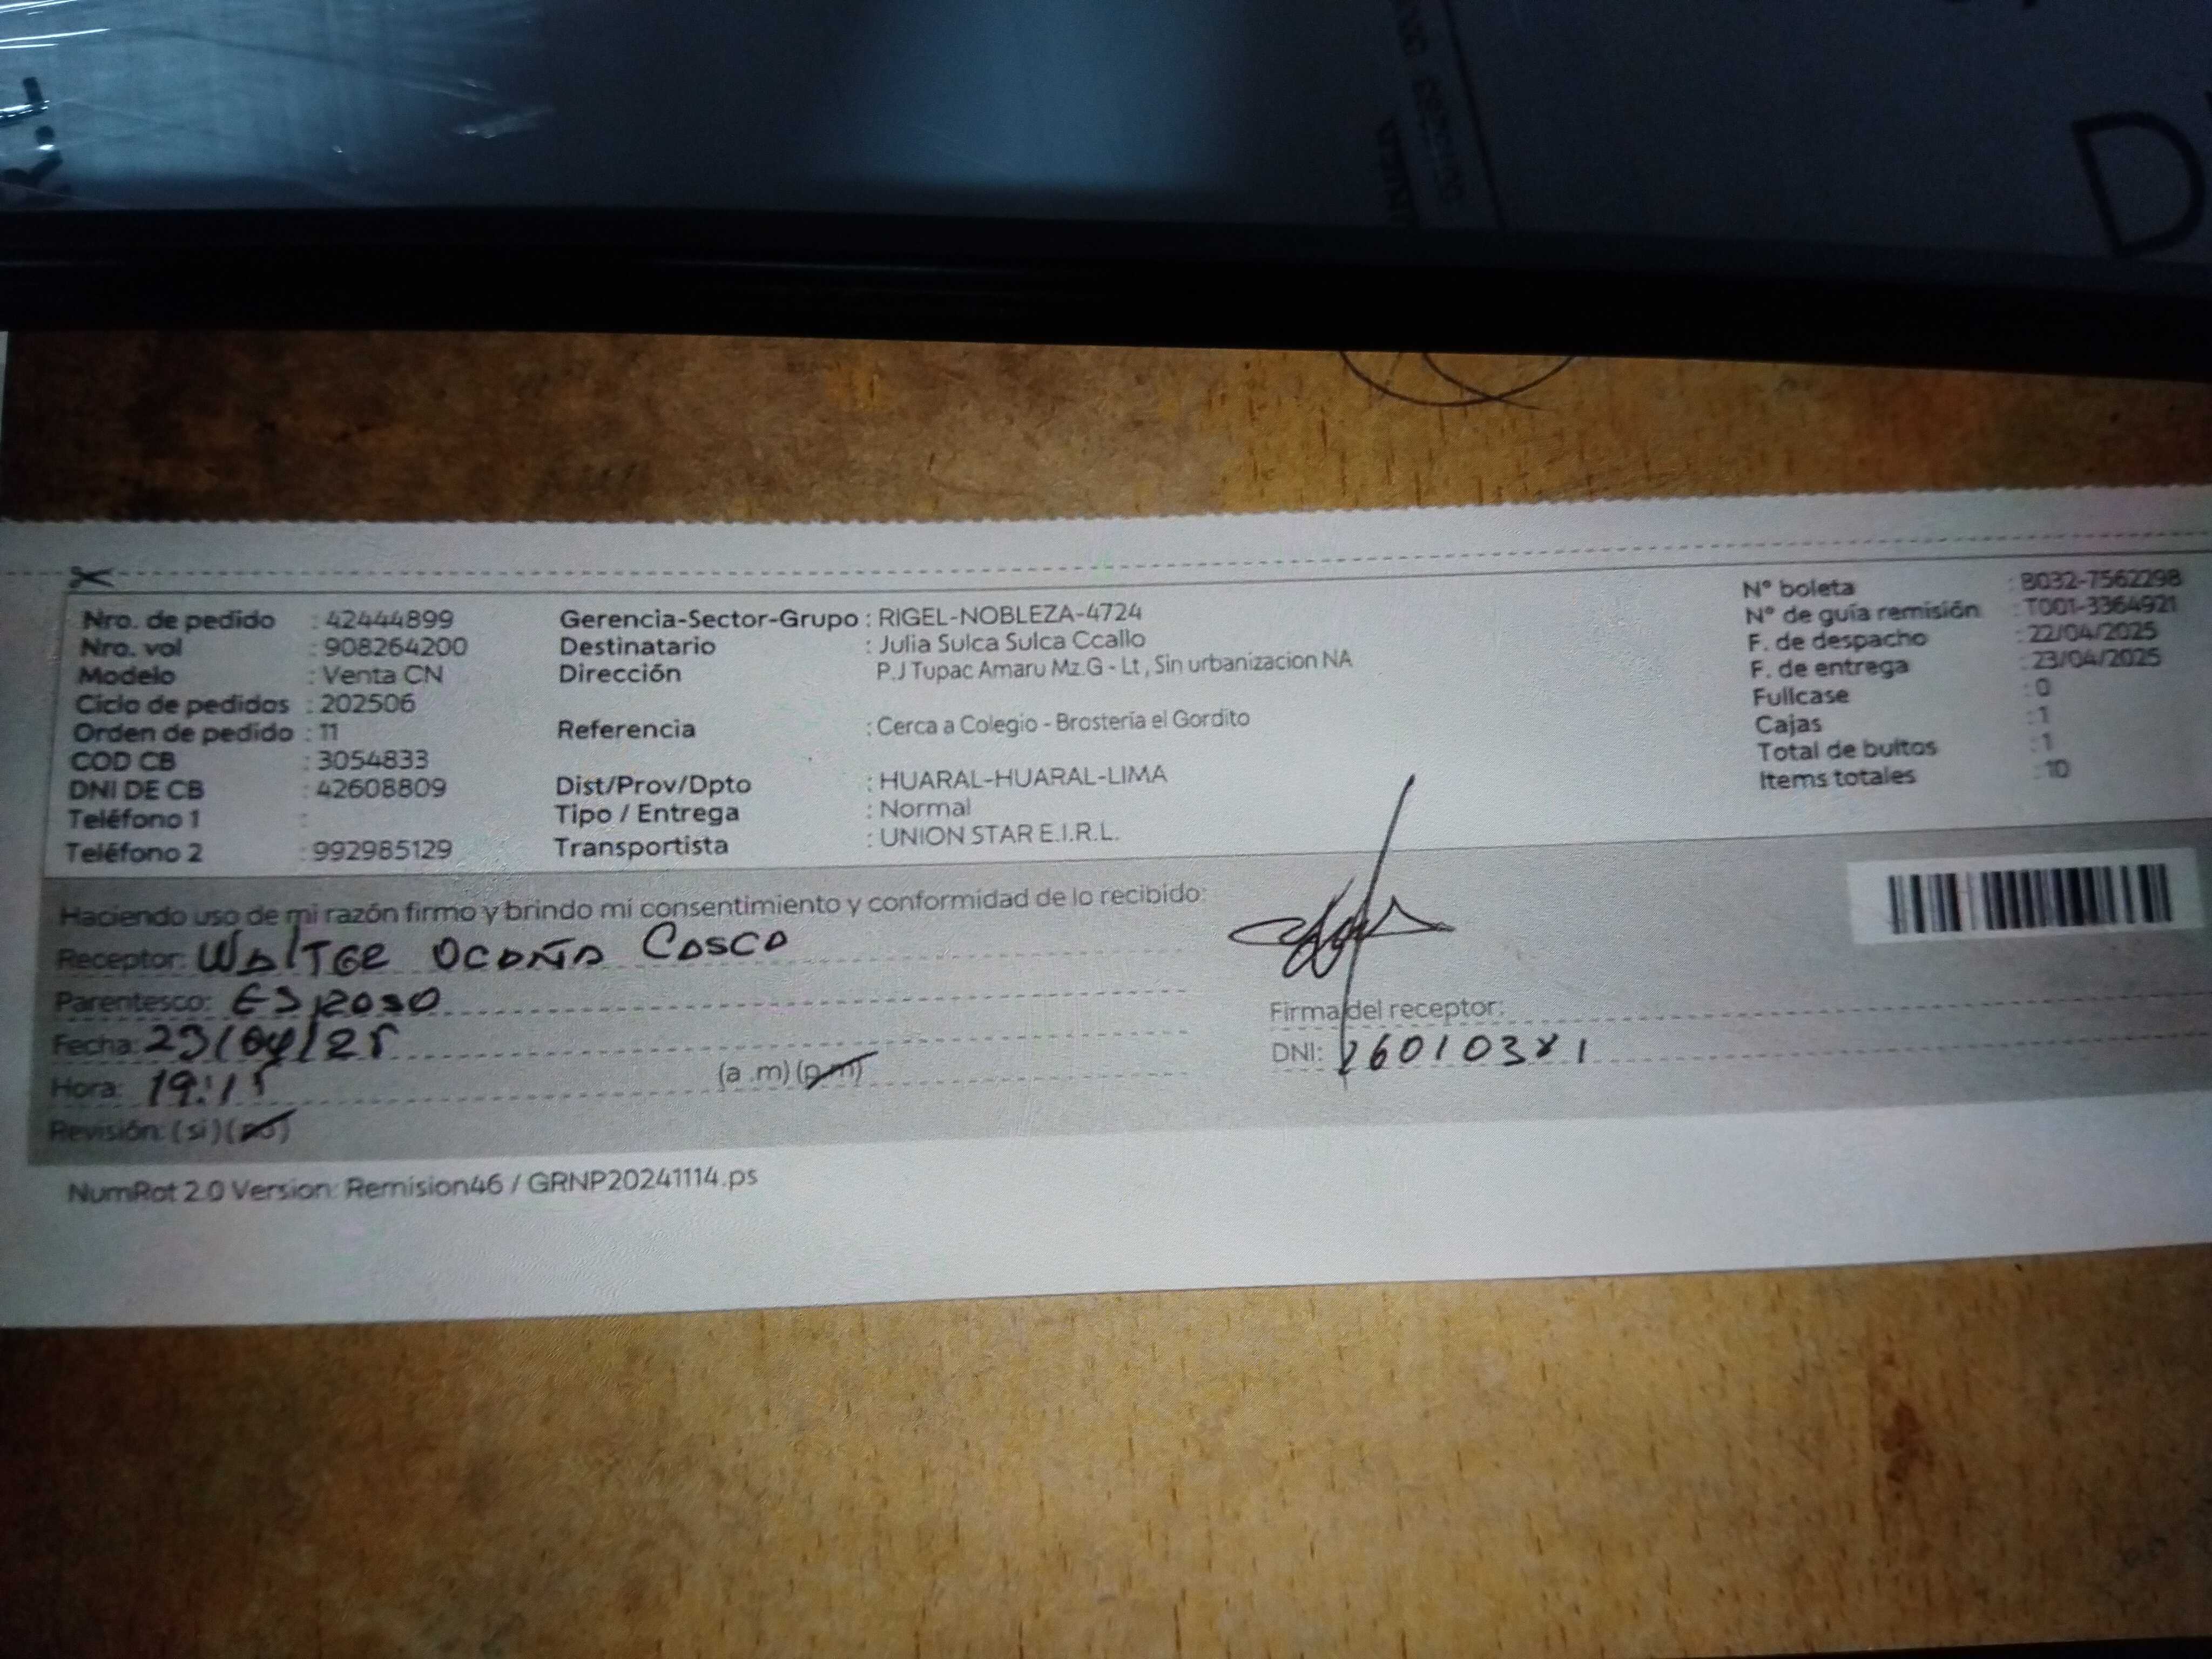 Nro. de pedido : 42444899
Nro. vol : 908264200
Modelo : Venta CN
Ciclo de pedidos : 202506
Orden de pedido : 11
COD CB : 3054833
DNI DE CB : 42608809
Teléfono 1 :
Teléfono 2 : 992985129
Gerencia-Sector-Grupo : RIGEL-NOBLEZA-4724
Destinatario : Julia Sulca Sulca Ccallo
Dirección P.J Tupac Amaru Mz.G - Lt , Sin urbanizacion NA
Referencia : Cerca a Colegio - Brosteria el Gordito
Dist/Prov/Dpto : HUARAL-HUARAL-LIMA
Tipo / Entrega : Normal
Transportista : UNION STAR E.I.R.L.
N° boleta : B032-7562298
N° de guía remisión : T001-3364921
F. de despacho : 22/04/2025
F. de entrega : 23/04/2025
Fullcase : 0
Cajas : 1
Total de bultos : 1
Items totales : 10
Haciendo uso de mi razón firmo y brindo mi consentimiento y conformidad de lo recibido:
Receptor: Walter Ocaña Casco
Parentesco: Esposo
Fecha: 23/04/25
Hora: 19:15 (a .m) (p.m)
Revisión: (si) (no)
Firma del receptor:
DNI:
NumRot 2.0 Version: Remision46 / GRNP20241114.ps